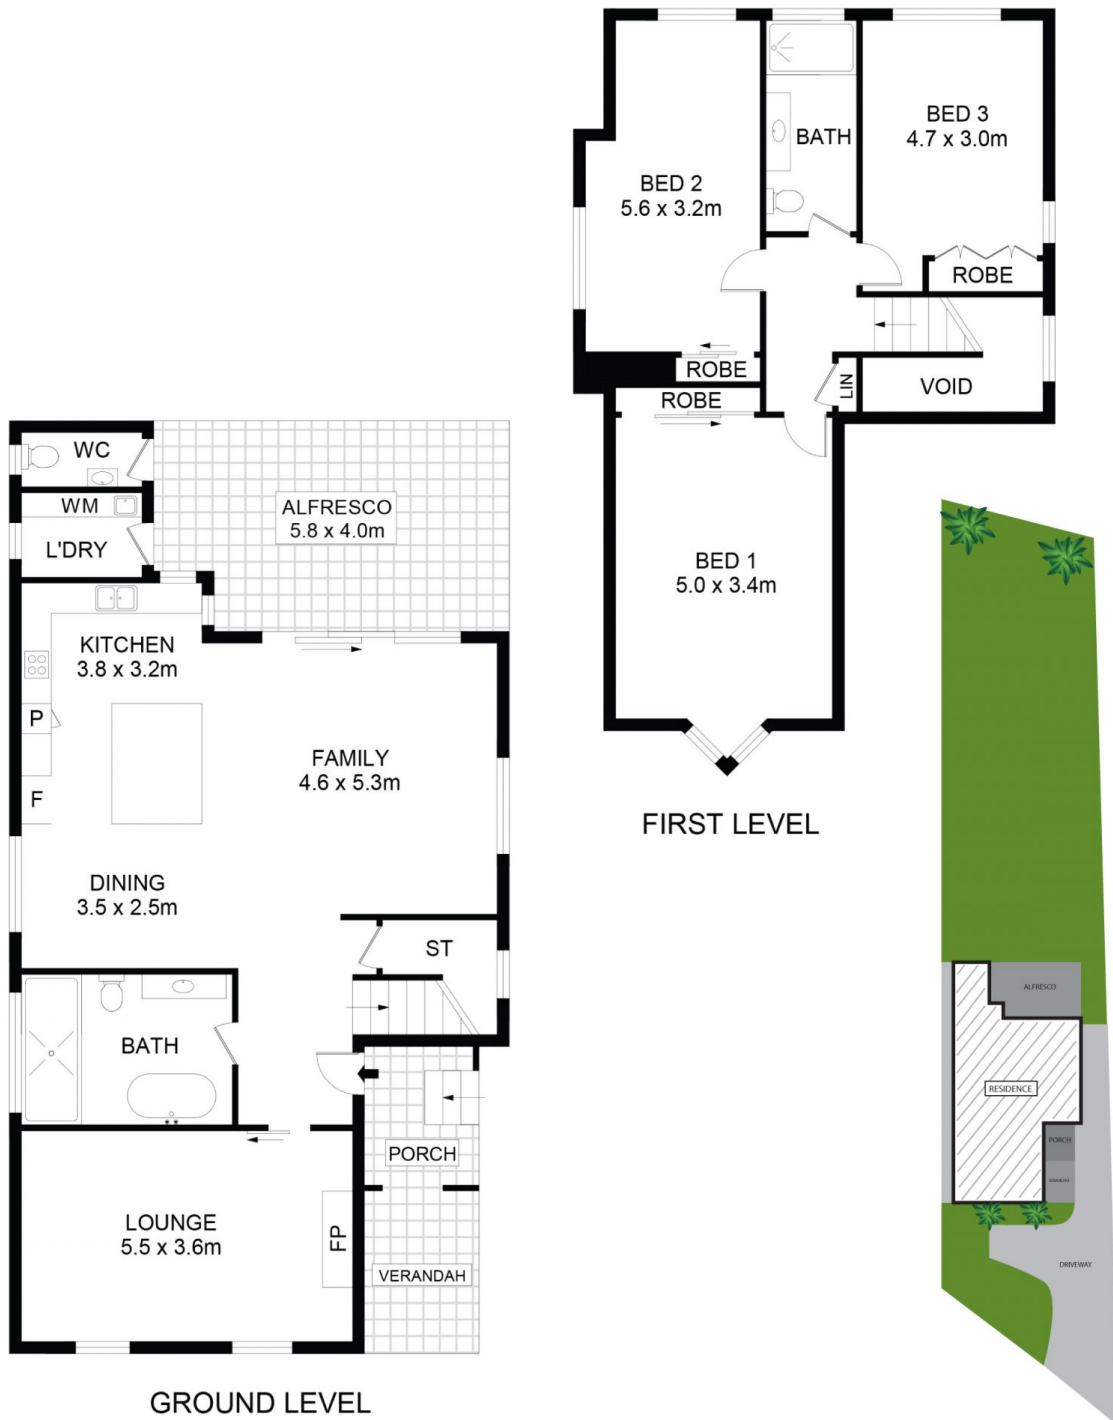 WC
WM
L'DRY
ALFRESCO
5.8 x 4.0m
KITCHEN
3.8 x 3.2m
P
F
FAMILY
4.6 x 5.3m
DINING
3.5 x 2.5m
ST
BATH
PORCH
LOUNGE
5.5 x 3.6m
FP
VERANDAH
GROUND LEVEL
BED 2
5.6 x 3.2m
BATH
BED 3
4.7 x 3.0m
ROBE
ROBE
ROBE
LIN
VOID
BED 1
5.0 x 3.4m
FIRST LEVEL
ALFRESCO
RESIDENCE
PORCH
DRIVEWAY